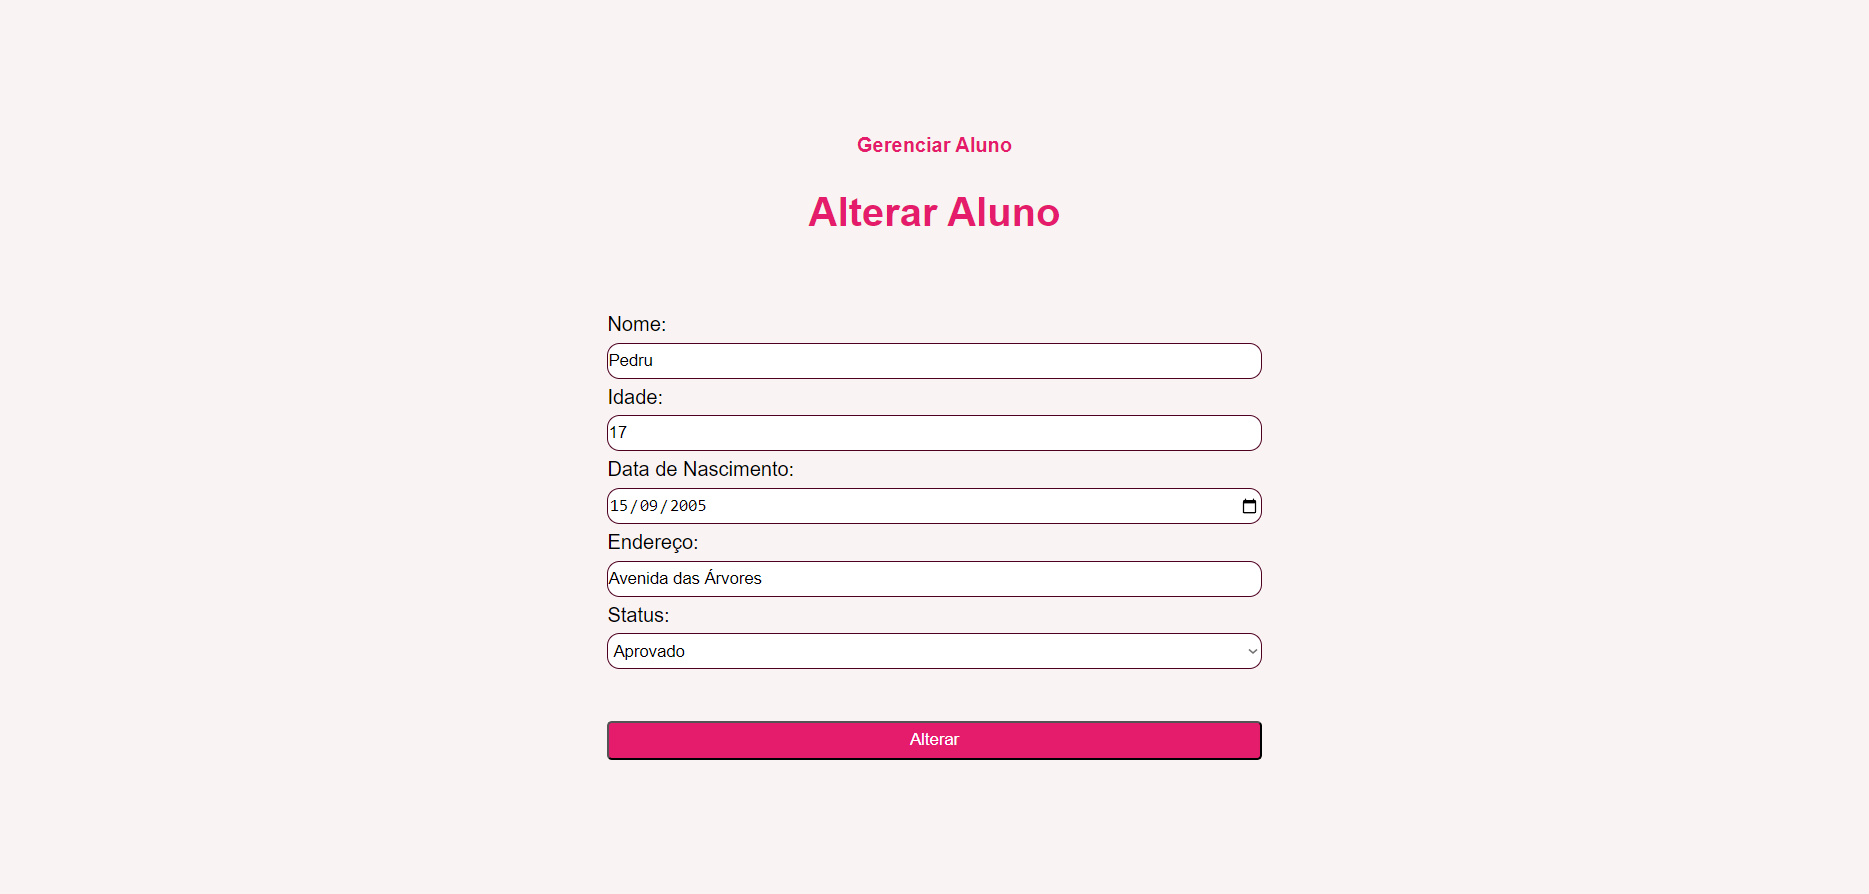 Gerenciar Aluno
Alterar Aluno
Nome:
Pedru
Idade:
17
Data de Nascimento:
15/09/2005
Endereço:
Avenida das Árvores
Status:
Aprovado
Alterar